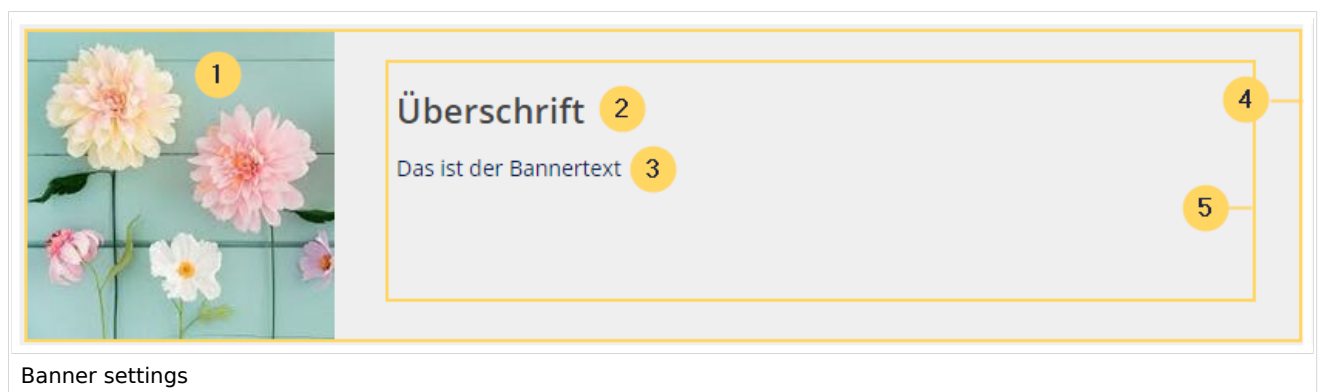 1
Überschrift 2
Das ist der Bannertext 3
4
5
Banner settings